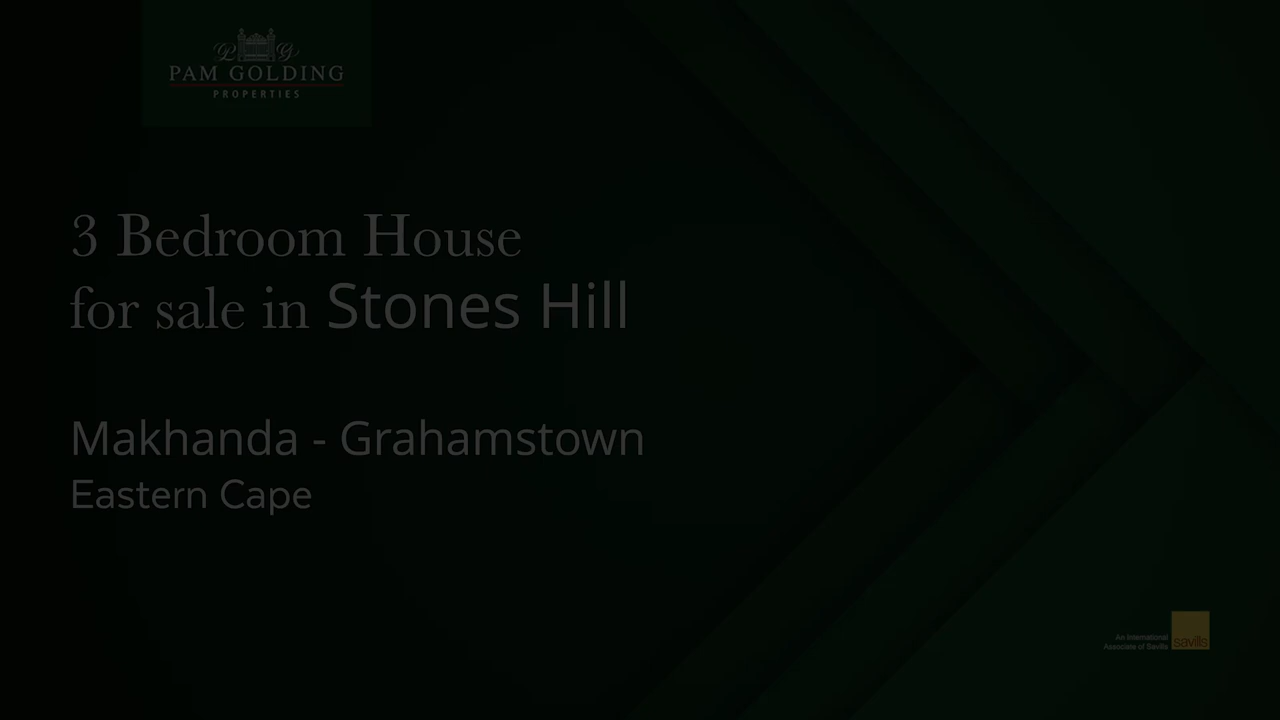 PAM GOLDING
PROPERTIES
3 Bedroom House
for sale in Stones Hill
Makhanda - Grahamstown
Eastern Cape
An International
Associate of Savills
savills